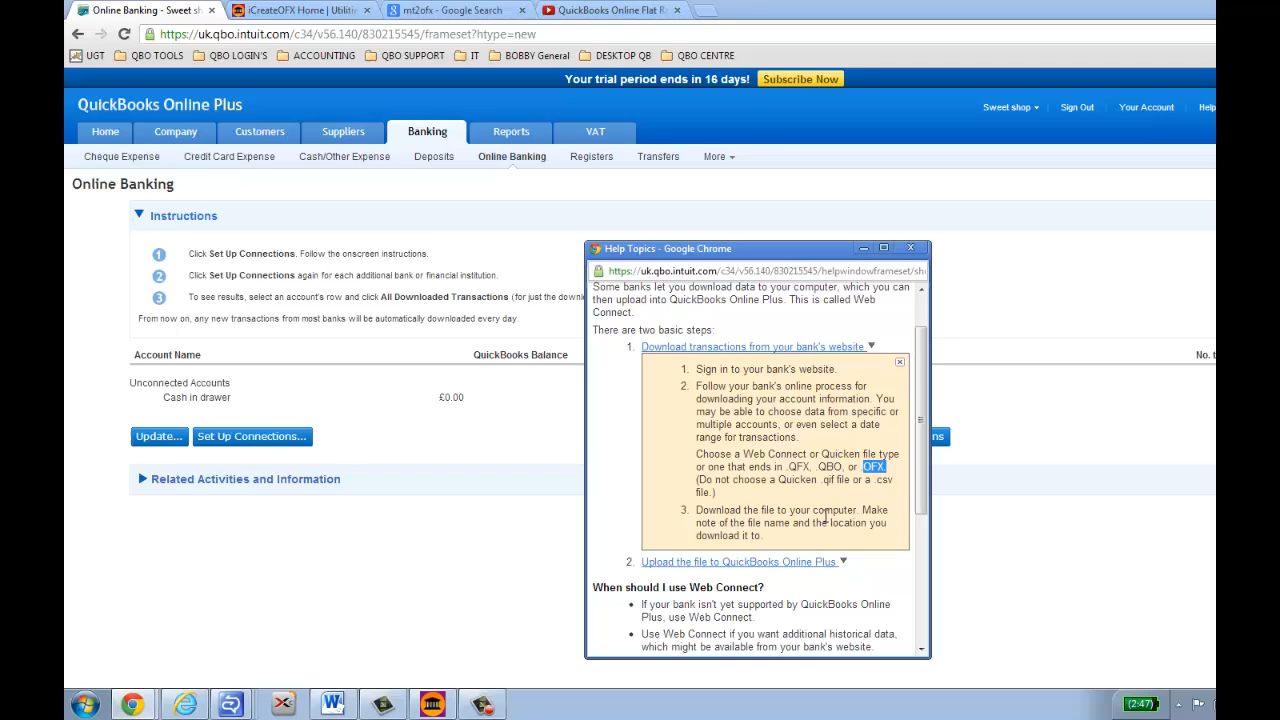 Online Banking - Sweet sh
iCreateOFX Home | Utilitie
mt2ofx - Google Search
QuickBooks Online Flat R
https://uk.qbo.intuit.com/c34/v56.140/830215545/frameset?htype=new
UGT QBO TOOLS QBO LOGIN'S ACCOUNTING QBO SUPPORT IT BOBBY General DESKTOP QB QBO CENTRE
Your trial period ends in 16 days! Subscribe Now
QuickBooks Online Plus
Sweet shop Sign Out Your Account Help
Home Company Customers Suppliers Banking Reports VAT
Cheque Expense Credit Card Expense Cash/Other Expense Deposits Online Banking Registers Transfers More
Online Banking
Instructions
1 Click Set Up Connections. Follow the onscreen instructions.
2 Click Set Up Connections again for each additional bank or financial institution.
3 To see results, select an account's row and click All Downloaded Transactions (for just the downl
From now on, any new transactions from most banks will be automatically downloaded every day.
Account Name QuickBooks Balance No. t
Unconnected Accounts
Cash in drawer £0.00
Update... Set Up Connections... ns
Related Activities and Information
Help Topics - Google Chrome
https://uk.qbo.intuit.com/c34/v56.140/830215545/helpwindowframeset/sh
Some banks let you download data to your computer, which you can
then upload into QuickBooks Online Plus. This is called Web
Connect.
There are two basic steps:
1. Download transactions from your bank's website
1. Sign in to your bank's website.
2. Follow your bank's online process for
downloading your account information. You
may be able to choose data from specific or
multiple accounts, or even select a date
range for transactions.
Choose a Web Connect or Quicken file type
or one that ends in .QFX, .QBO, or OFX.
(Do not choose a Quicken .qif file or a .csv
file.)
3. Download the file to your computer. Make
note of the file name and the location you
download it to.
2. Upload the file to QuickBooks Online Plus
When should I use Web Connect?
• If your bank isn't yet supported by QuickBooks Online
Plus, use Web Connect.
• Use Web Connect if you want additional historical data,
which might be available from your bank's website.
(2:47)